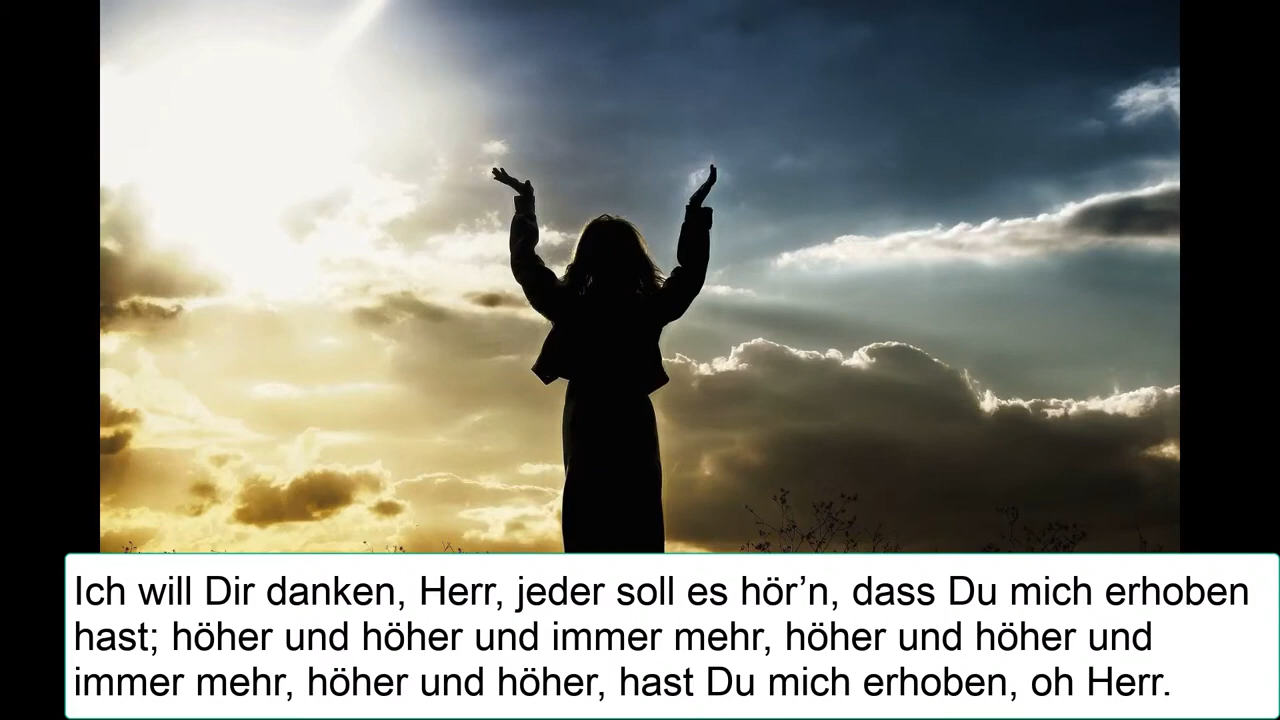 Ich will Dir danken, Herr, jeder soll es hör’n, dass Du mich erhoben
hast; höher und höher und immer mehr, höher und höher und
immer mehr, höher und höher, hast Du mich erhoben, oh Herr.